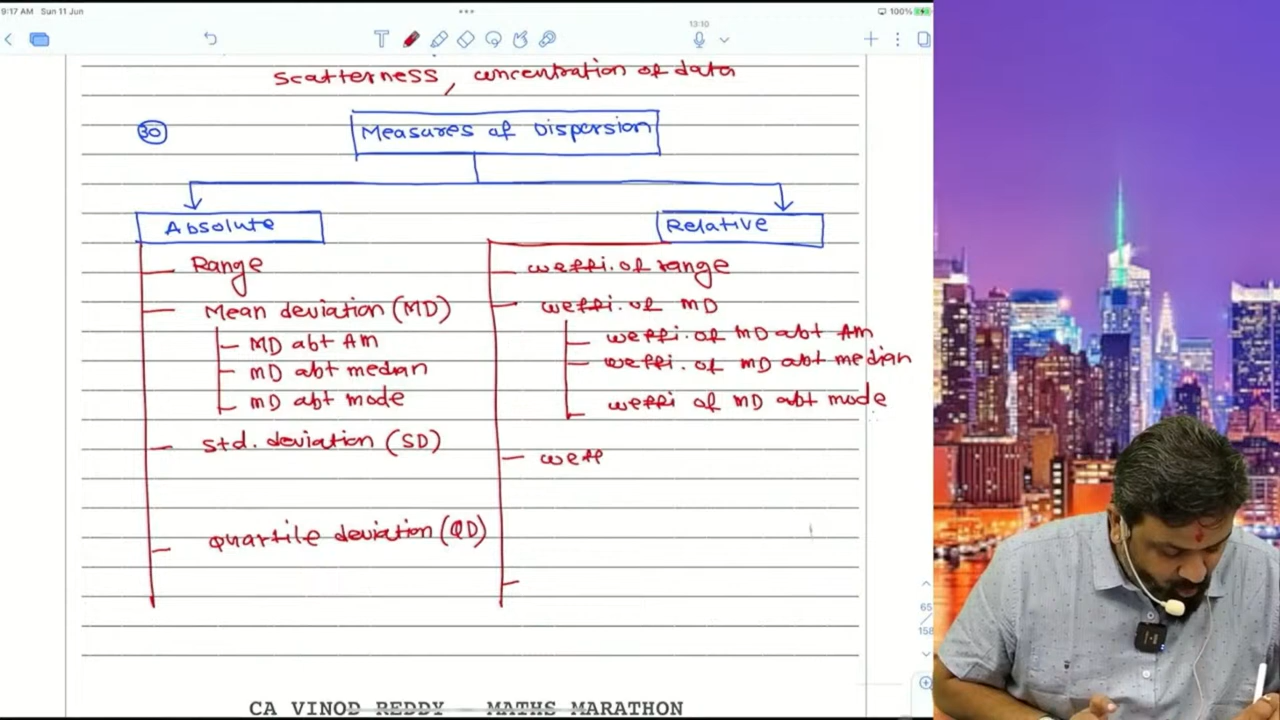 9:17 AM Sun 11 Jun
100%
13:10
T
scatterness, concentration of data
30 Measures of Dispersion
Absolute
Relative
Range
coeffi. of range
Mean deviation (MD)
coeffi. of MD
MD abt AM
coeffi. of MD abt AM
MD abt median
coeffi. of MD abt median
MD abt mode
coeffi of MD abt mode
std. deviation (SD)
coeff
Quartile deviation (QD)
65
158
CA VINOD REDDY MATHS MARATHON